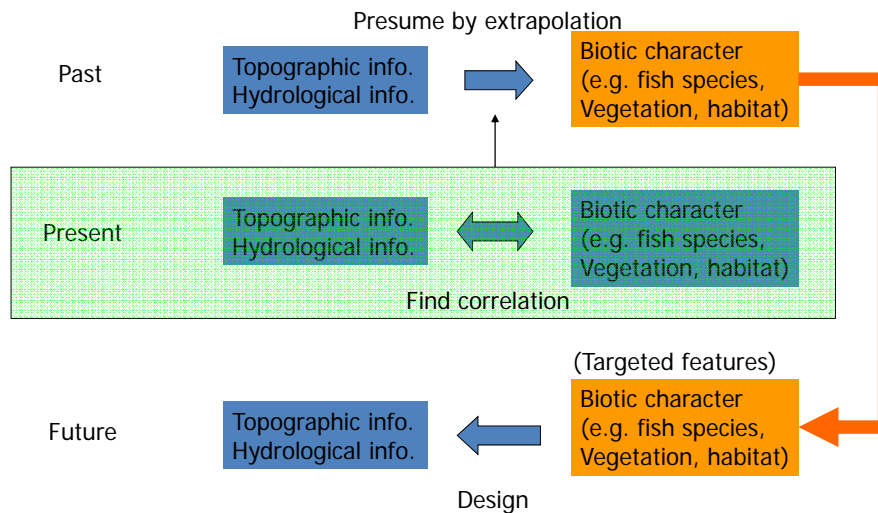 Presume by extrapolation
Past
Topographic info.
Hydrological info.
Biotic character
(e.g. fish species,
Vegetation, habitat)
Present
Topographic info.
Hydrological info.
Biotic character
(e.g. fish species,
Vegetation, habitat)
Find correlation
(Targeted features)
Future
Topographic info.
Hydrological info.
Biotic character
(e.g. fish species,
Vegetation, habitat)
Design